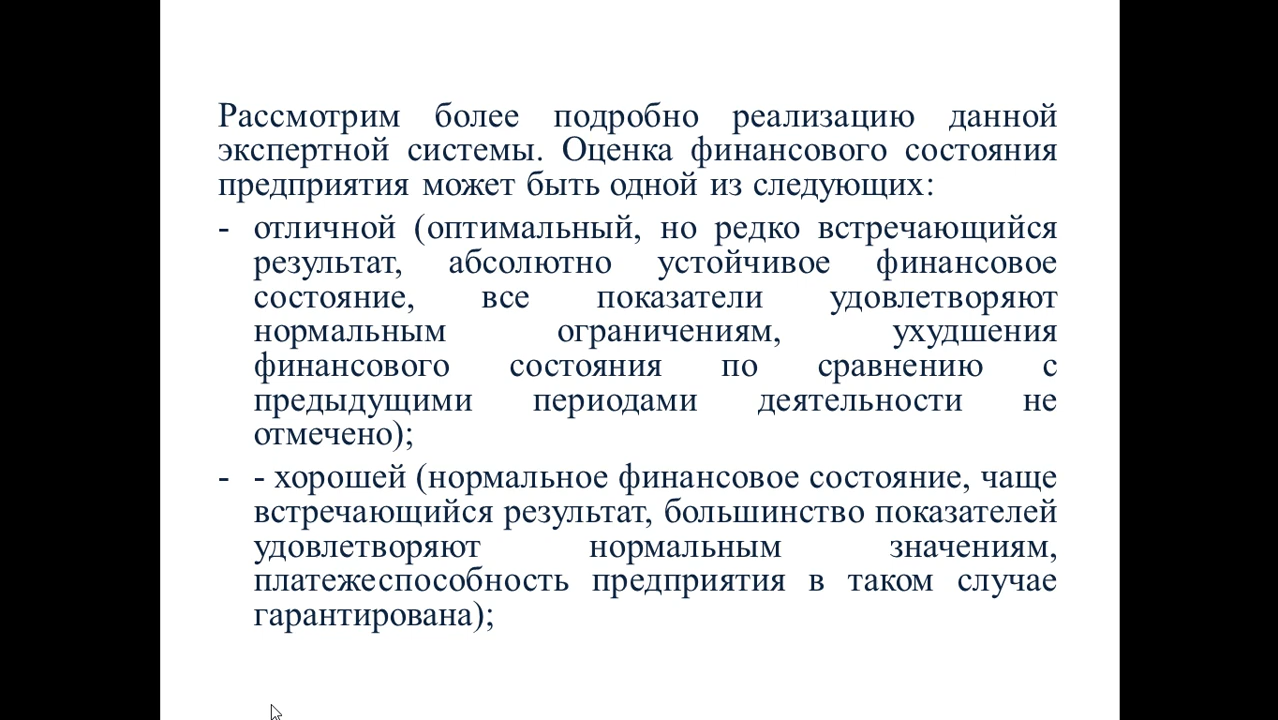 Рассмотрим более подробно реализацию данной
экспертной системы. Оценка финансового состояния
предприятия может быть одной из следующих:
- отличной (оптимальный, но редко встречающийся
результат, абсолютно устойчивое финансовое
состояние, все показатели удовлетворяют
нормальным ограничениям, ухудшения
финансового состояния по сравнению с
предыдущими периодами деятельности не
отмечено);
- - хорошей (нормальное финансовое состояние, чаще
встречающийся результат, большинство показателей
удовлетворяют нормальным значениям,
платежеспособность предприятия в таком случае
гарантирована);